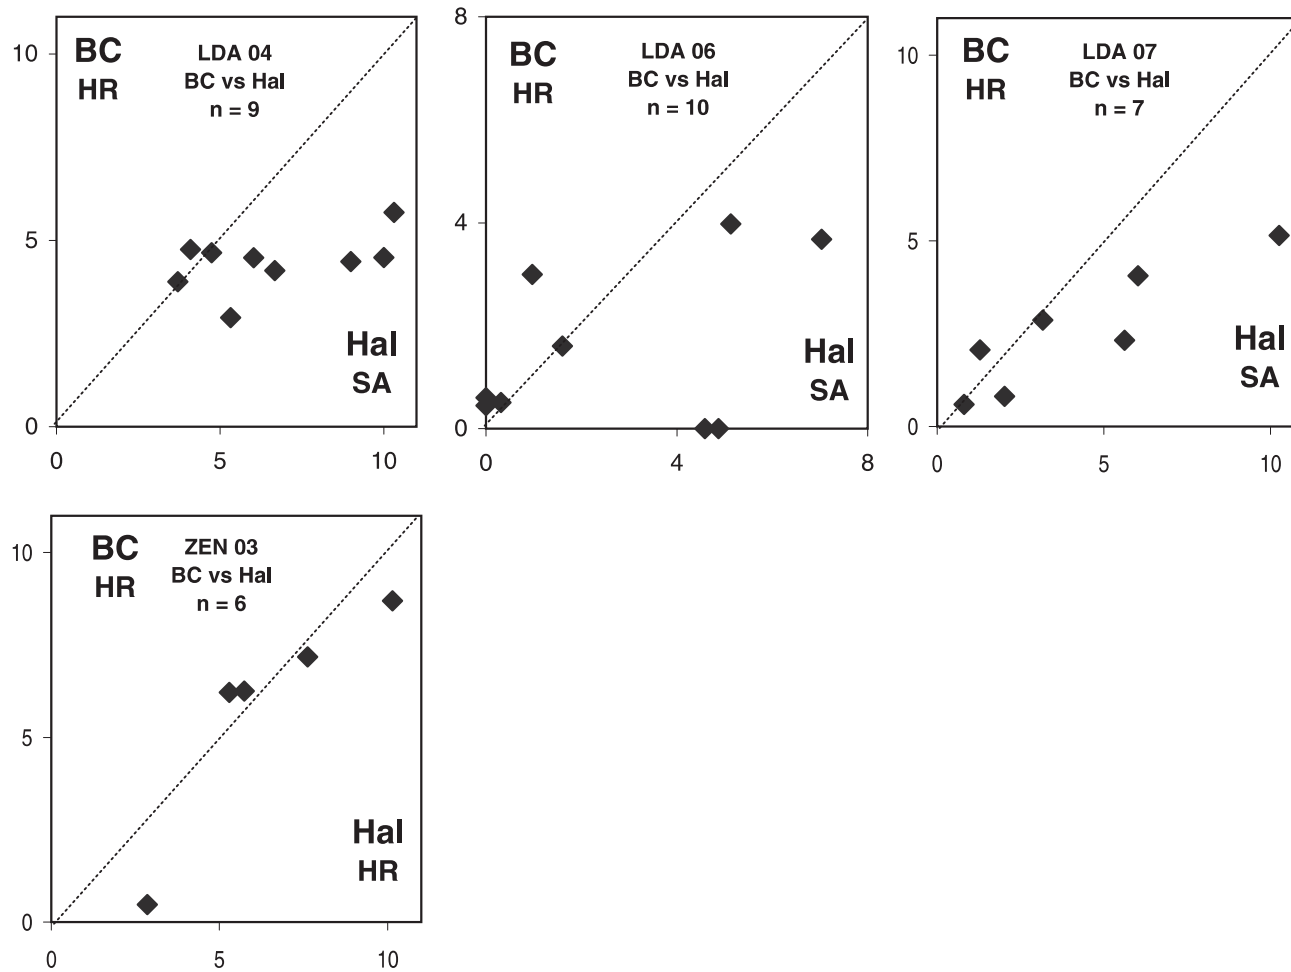 BC
HR
LDA 04
BC vs Hal
n = 9
Hal
SA
10
5
0
0
5
10
BC
HR
LDA 06
BC vs Hal
n = 10
Hal
SA
8
4
0
0
4
8
BC
HR
LDA 07
BC vs Hal
n = 7
Hal
SA
10
5
0
0
5
10
BC
HR
ZEN 03
BC vs Hal
n = 6
Hal
HR
10
5
0
0
5
10